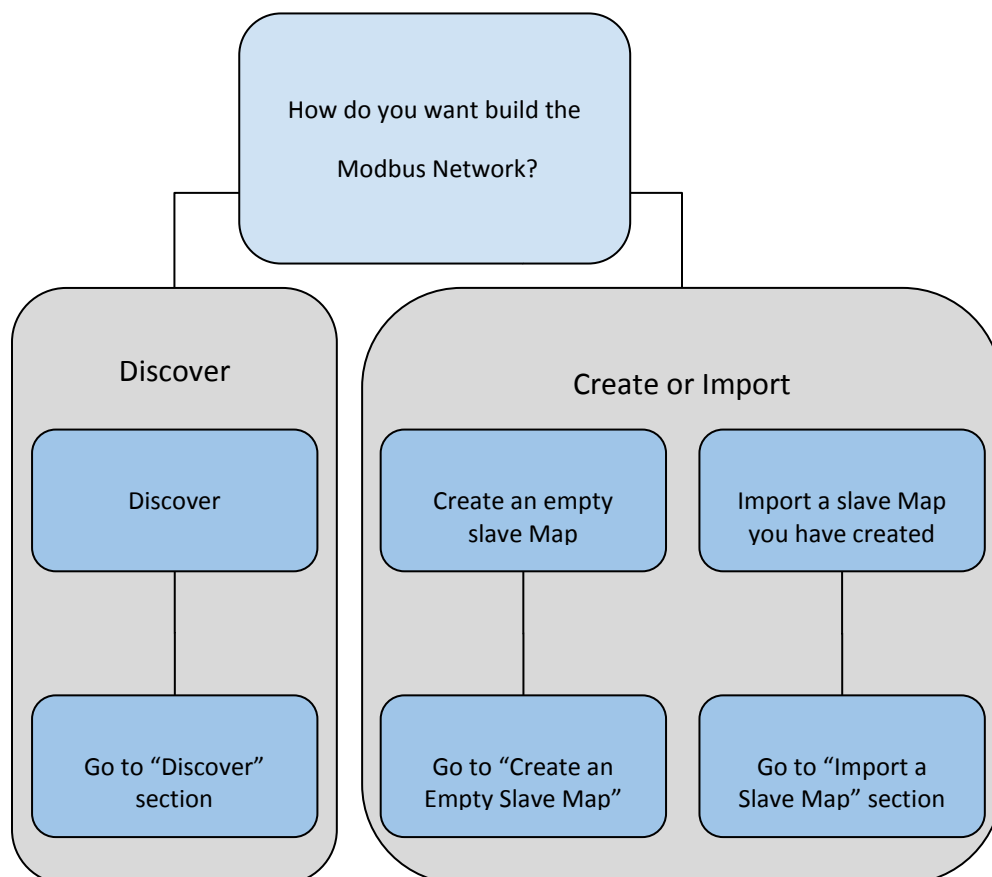 How do you want build the
Modbus Network?
Discover
Discover
Go to “Discover”
section
Create or Import
Create an empty
slave Map
Import a slave Map
you have created
Go to “Create an
Empty Slave Map”
Go to “Import a
Slave Map” section